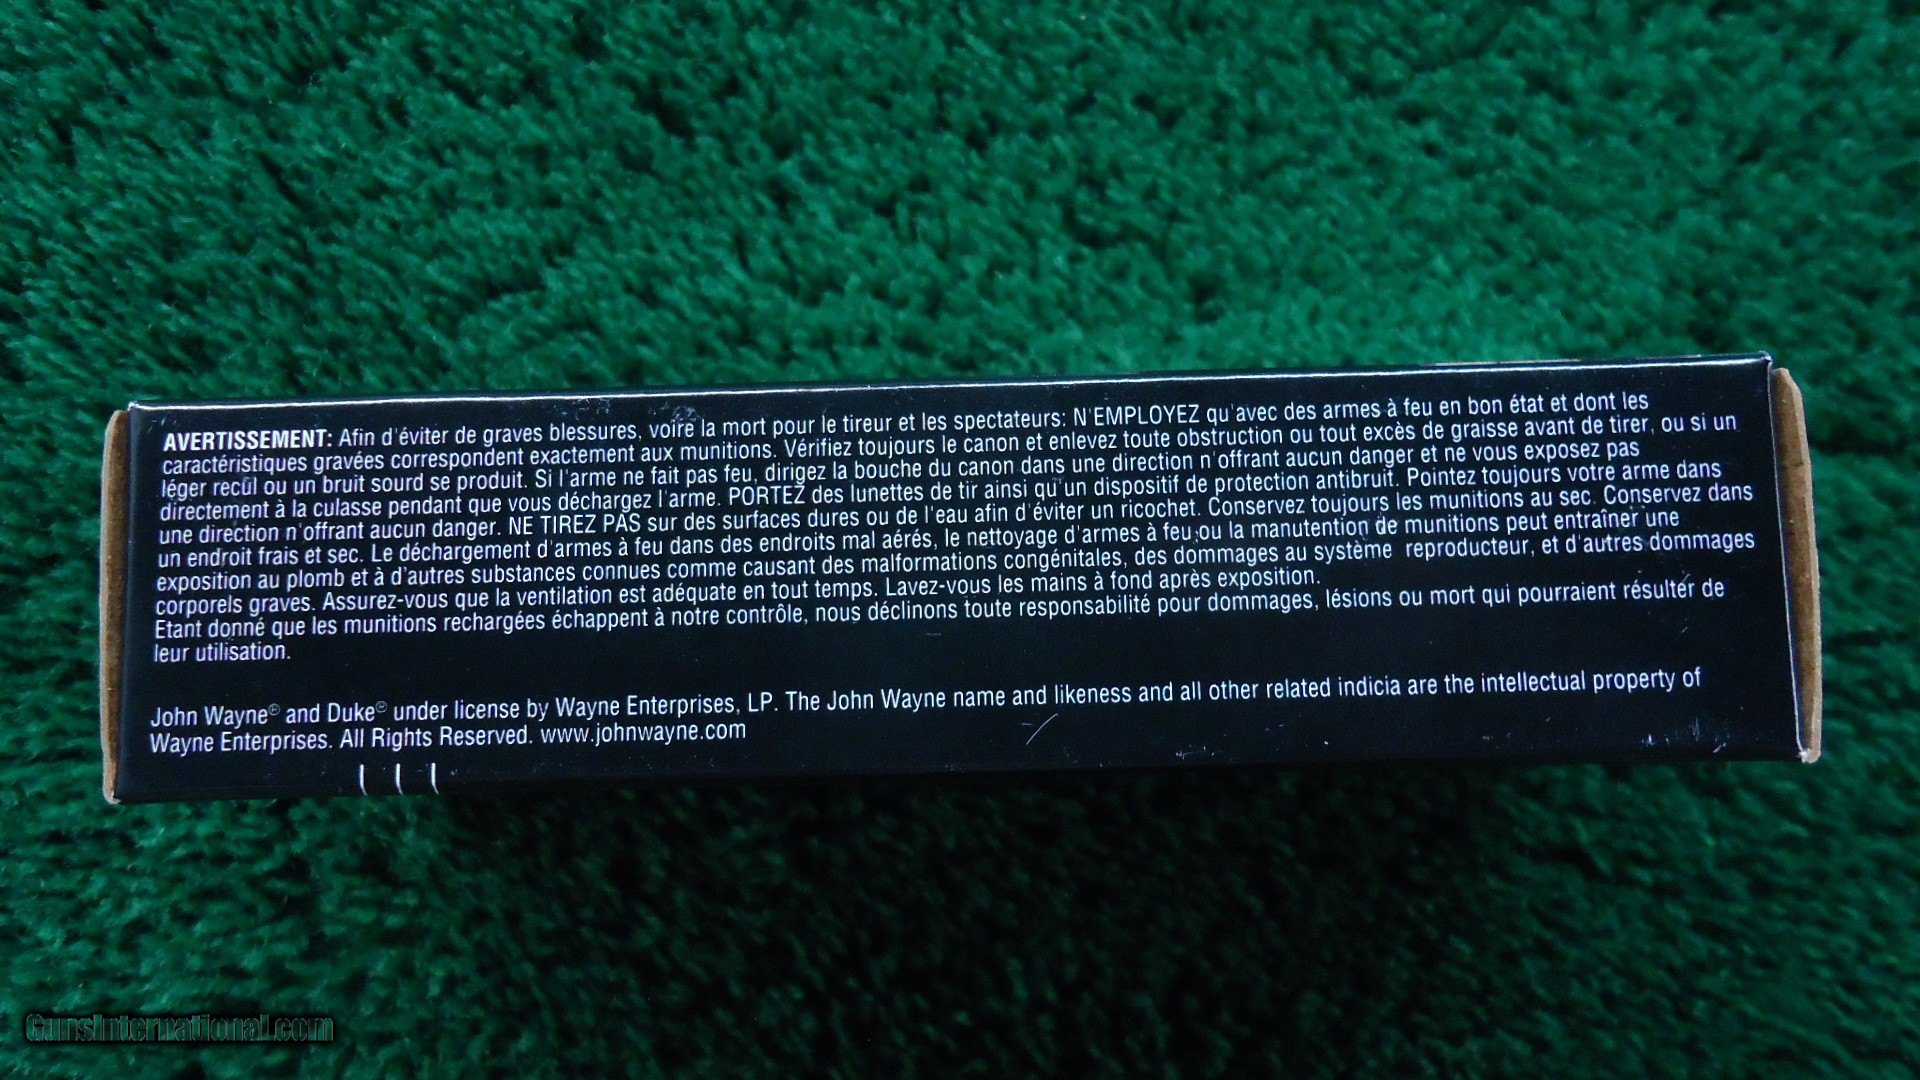 AVERTISSEMENT: Afin d'éviter de graves blessures, voire la mort pour le tireur et les spectateurs: N'EMPLOYEZ qu'avec des armes à feu en bon état et dont les
caractéristiques gravées correspondent exactement aux munitions. Vérifiez toujours le canon et enlevez toute obstruction ou tout excès de graisse avant de tirer, ou si un
léger recul ou un bruit sourd se produit. Si l'arme ne fait pas feu, dirigez la bouche du canon dans une direction n'offrant aucun danger et ne vous exposez pas
directement à la culasse pendant que vous déchargez l'arme. PORTEZ des lunettes de tir ainsi qu'un dispositif de protection antibruit. Pointez toujours votre arme dans
une direction n'offrant aucun danger. NE TIREZ PAS sur des surfaces dures ou de l'eau afin d'éviter un ricochet. Conservez toujours les munitions au sec. Conservez dans
un endroit frais et sec. Le déchargement d'armes à feu dans des endroits mal aérés, le nettoyage d'armes à feu,ou la manutention de munitions peut entraîner une
exposition au plomb et à d'autres substances connues comme causant des malformations congénitales, des dommages au système reproducteur, et d'autres dommages
corporels graves. Assurez-vous que la ventilation est adéquate en tout temps. Lavez-vous les mains à fond après exposition.
Etant donné que les munitions rechargées échappent à notre contrôle, nous déclinons toute responsabilité pour dommages, lésions ou mort qui pourraient résulter de
leur utilisation.
John Wayne® and Duke® under license by Wayne Enterprises, LP. The John Wayne name and likeness and all other related indicia are the intellectual property of
Wayne Enterprises. All Rights Reserved. www.johnwayne.com
GunsInternational.com